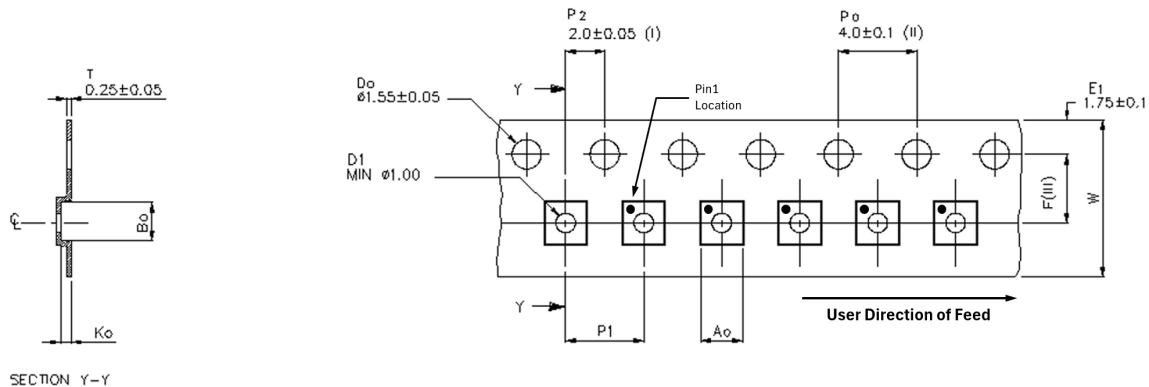 T
0.25±0.05
Bo
Ko
SECTION Y-Y
P2
2.0±0.05 (I)
Po
4.0±0.1 (II)
Do
Ø1.55±0.05
Y
Pin1
Location
E1
1.75±0.1
D1
MIN Ø1.00
F(III)
W
Y
P1
Ao
User Direction of Feed